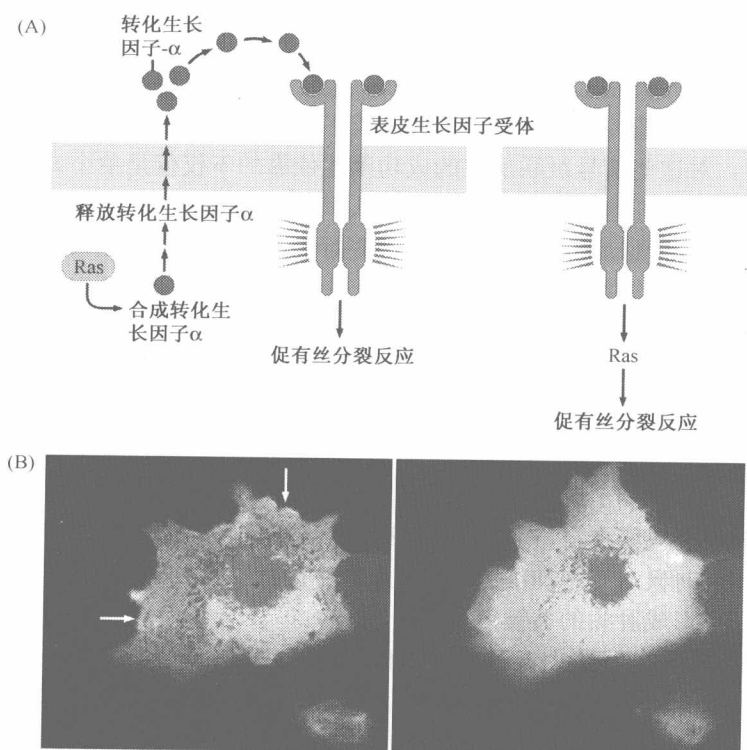 (A)
转化生长
因子-α
表皮生长因子受体
释放转化生长因子α
Ras
合成转化生
长因子α
促有丝分裂反应
Ras
促有丝分裂反应
(B)